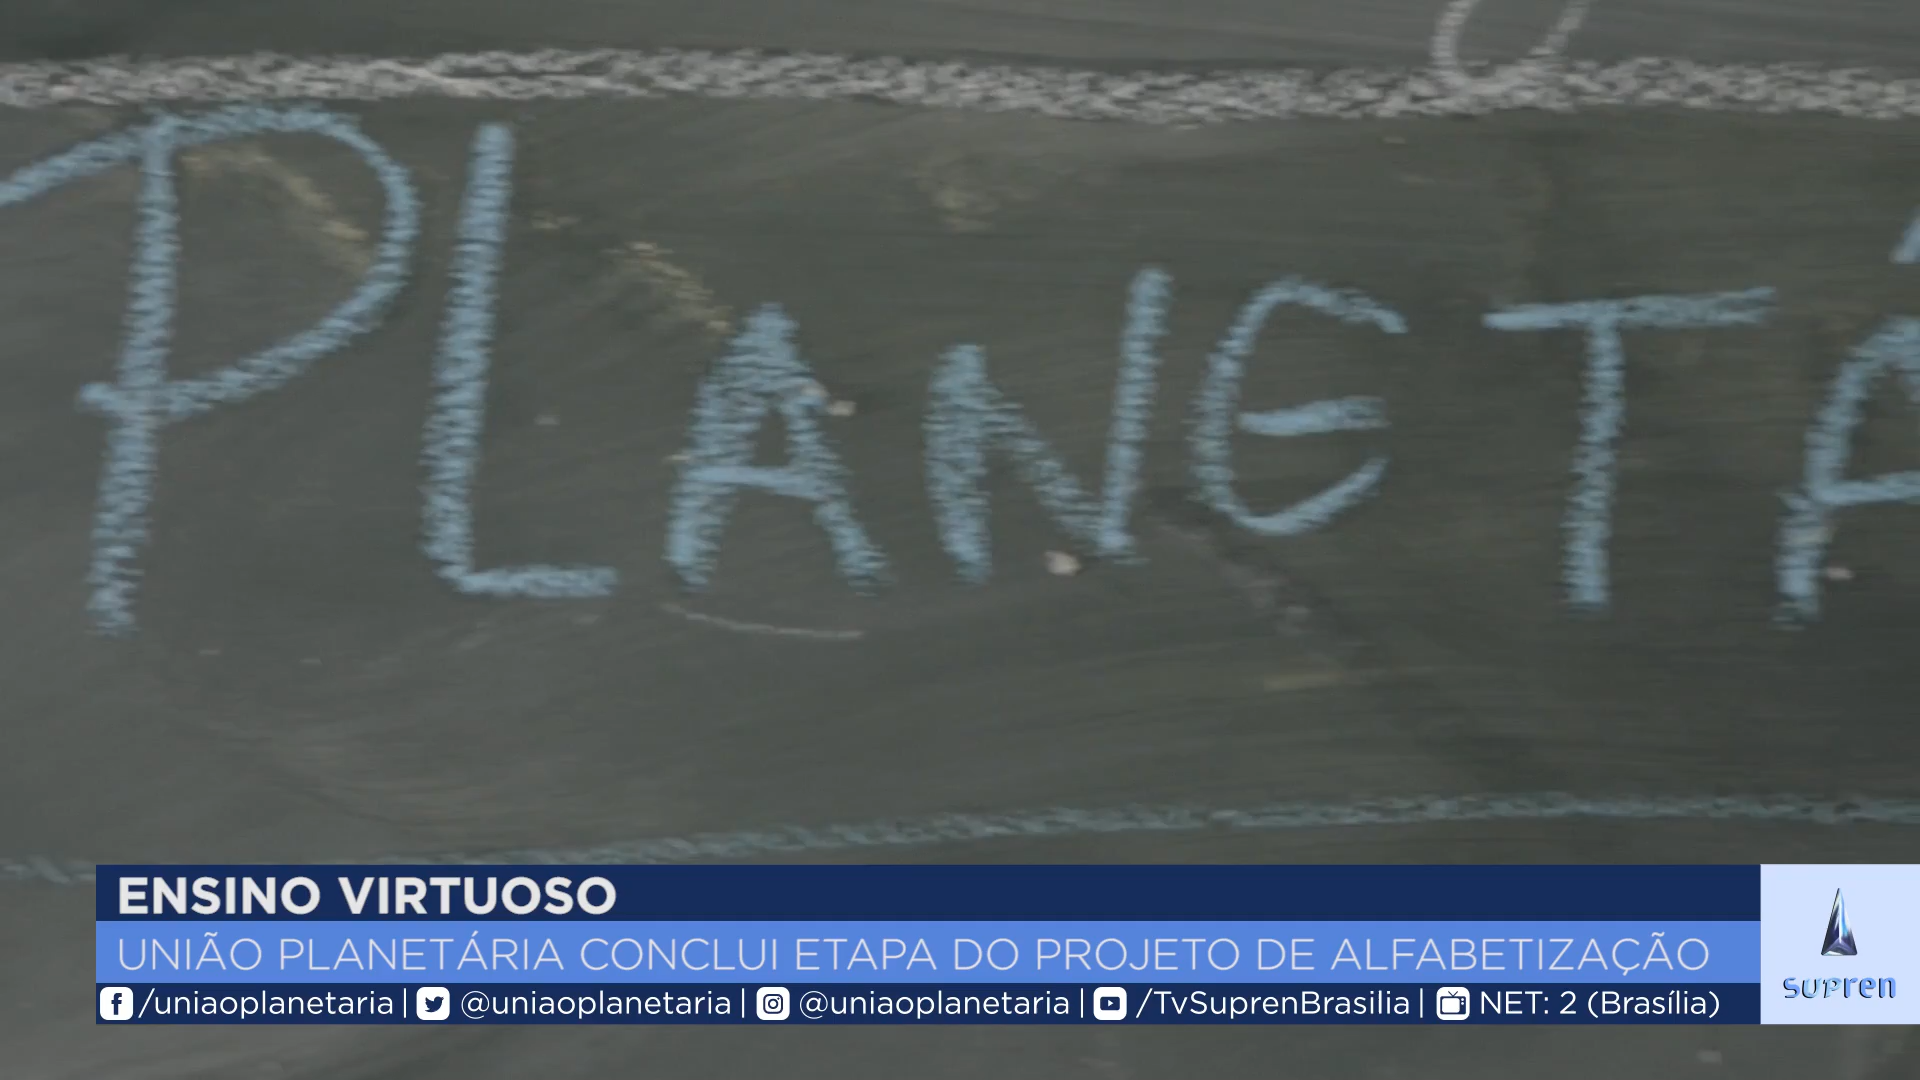 PLANETÁ
ENSINO VIRTUOSO
UNIÃO PLANETÁRIA CONCLUI ETAPA DO PROJETO DE ALFABETIZAÇÃO
/uniaoplanetaria | @uniaoplanetaria | @uniaoplanetaria | /TvSuprenBrasilia | NET: 2 (Brasília)
supren